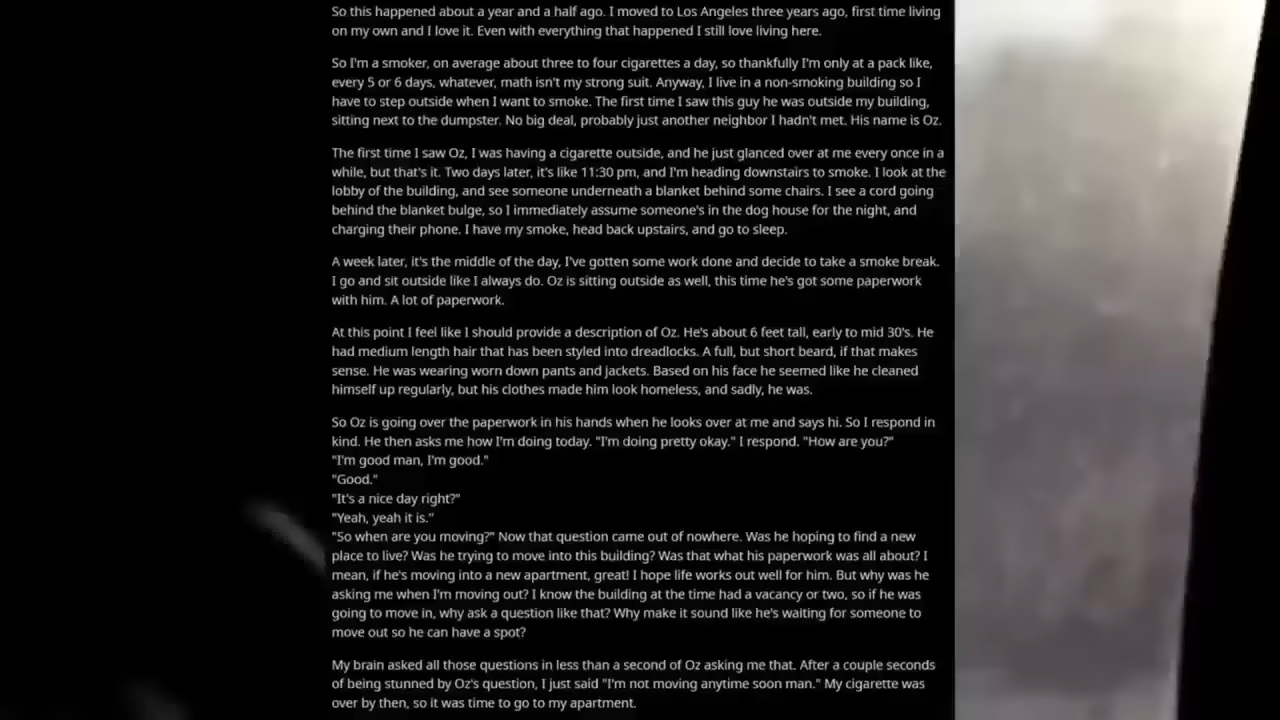 So this happened about a year and a half ago. I moved to Los Angeles three years ago, first time living
on my own and I love it. Even with everything that happened I still love living here.
So I'm a smoker, on average about three to four cigarettes a day, so thankfully I'm only at a pack like,
every 5 or 6 days, whatever, math isn't my strong suit. Anyway, I live in a non-smoking building so I
have to step outside when I want to smoke. The first time I saw this guy he was outside my building,
sitting next to the dumpster. No big deal, probably just another neighbor I hadn't met. His name is Oz.
The first time I saw Oz, I was having a cigarette outside, and he just glanced over at me every once in a
while, but that's it. Two days later, it's like 11:30 pm, and I'm heading downstairs to smoke. I look at the
lobby of the building, and see someone underneath a blanket behind some chairs. I see a cord going
behind the blanket bulge, so I immediately assume someone's in the dog house for the night, and
charging their phone. I have my smoke, head back upstairs, and go to sleep.
A week later, it's the middle of the day, I've gotten some work done and decide to take a smoke break.
I go and sit outside like I always do. Oz is sitting outside as well, this time he's got some paperwork
with him. A lot of paperwork.
At this point I feel like I should provide a description of Oz. He's about 6 feet tall, early to mid 30's. He
had medium length hair that has been styled into dreadlocks. A full, but short beard, if that makes
sense. He was wearing worn down pants and jackets. Based on his face he seemed like he cleaned
himself up regularly, but his clothes made him look homeless, and sadly, he was.
So Oz is going over the paperwork in his hands when he looks over at me and says hi. So I respond in
kind. He then asks me how I'm doing today. "I'm doing pretty okay." I respond. "How are you?"
"I'm good man, I'm good."
"Good."
"It's a nice day right?"
"Yeah, yeah it is."
"So when are you moving?" Now that question came out of nowhere. Was he hoping to find a new
place to live? Was he trying to move into this building? Was that what his paperwork was all about? I
mean, if he's moving into a new apartment, great! I hope life works out well for him. But why was he
asking me when I'm moving out? I know the building at the time had a vacancy or two, so if he was
going to move in, why ask a question like that? Why make it sound like he's waiting for someone to
move out so he can have a spot?
My brain asked all those questions in less than a second of Oz asking me that. After a couple seconds
of being stunned by Oz's question, I just said "I'm not moving anytime soon man." My cigarette was
over by then, so it was time to go to my apartment.